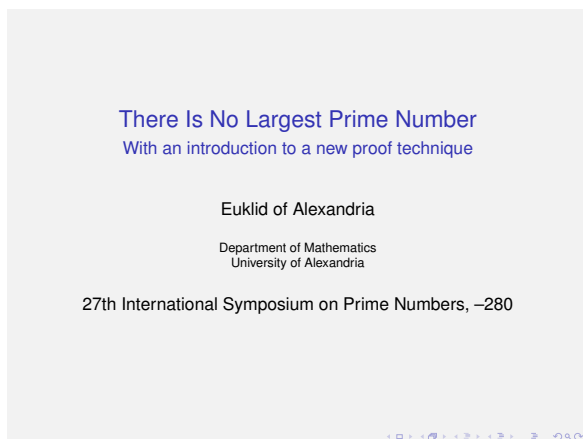 There Is No Largest Prime Number
With an introduction to a new proof technique
Euklid of Alexandria
Department of Mathematics
University of Alexandria
27th International Symposium on Prime Numbers, –280